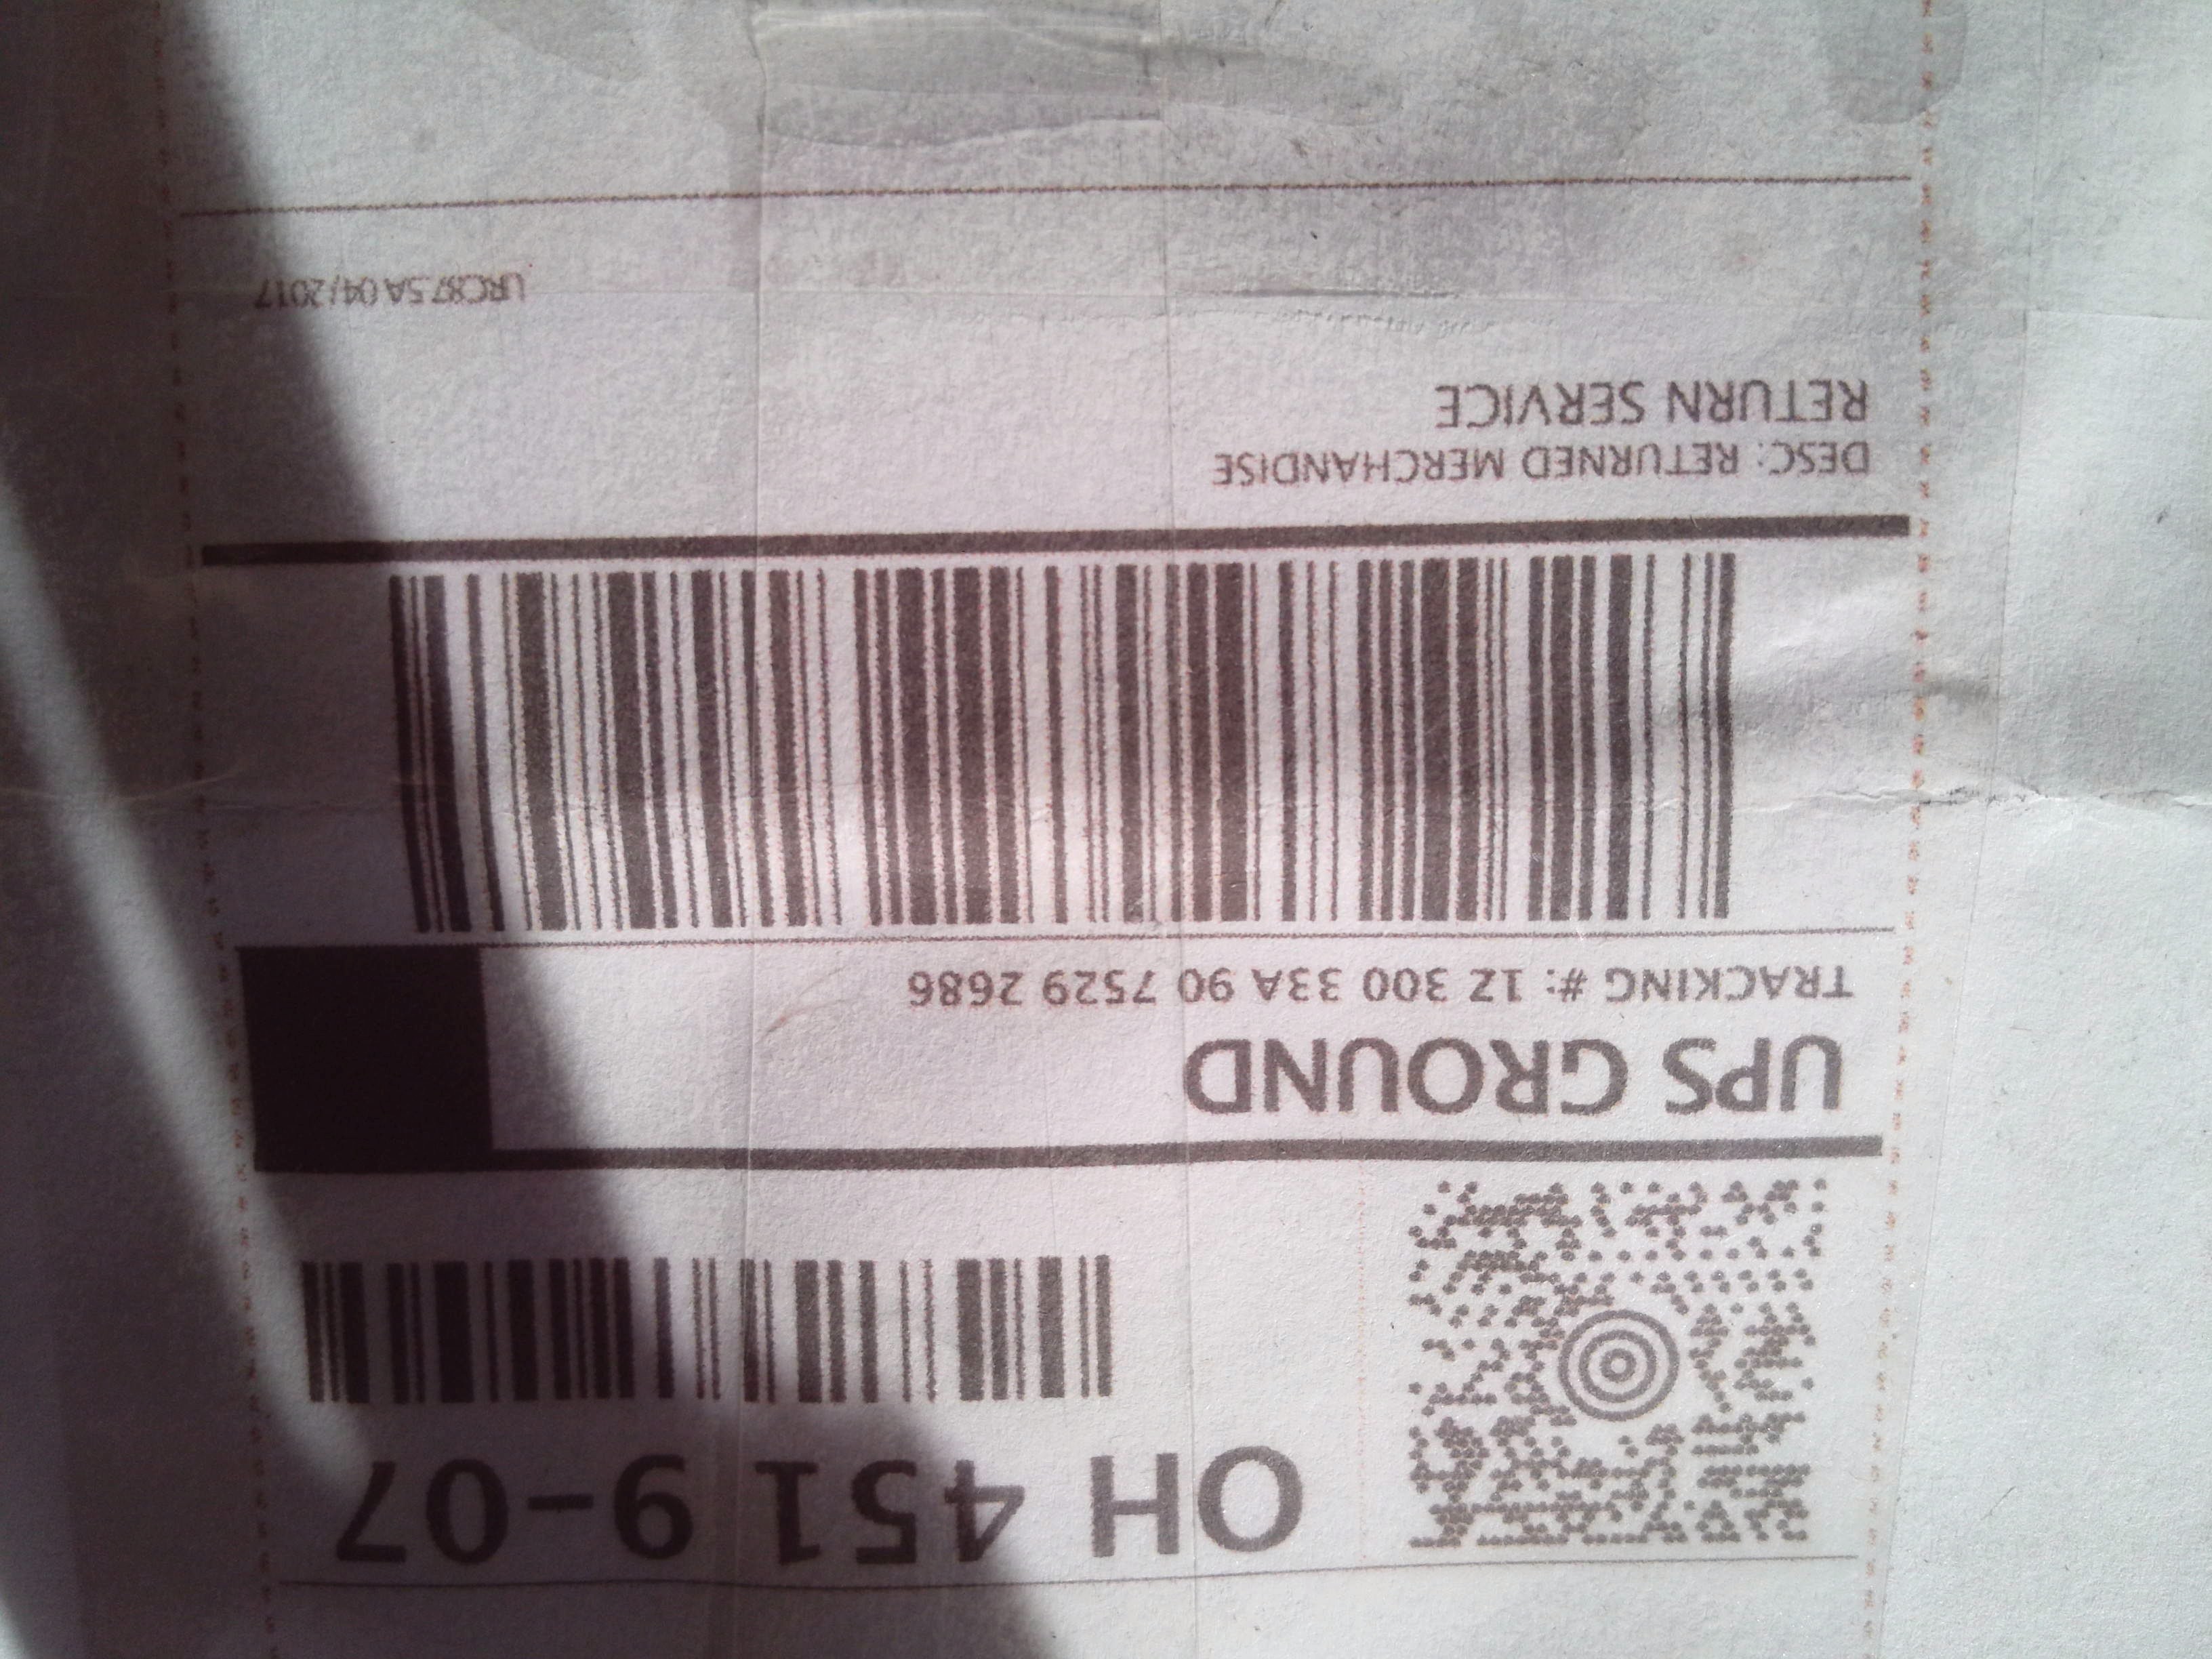 OH 451 9-07
UPS GROUND
TRACKING #: 1Z 300 33A 90 7529 2686
DESC: RETURNED MERCHANDISE
RETURN SERVICE
URC87.5A 04/2017